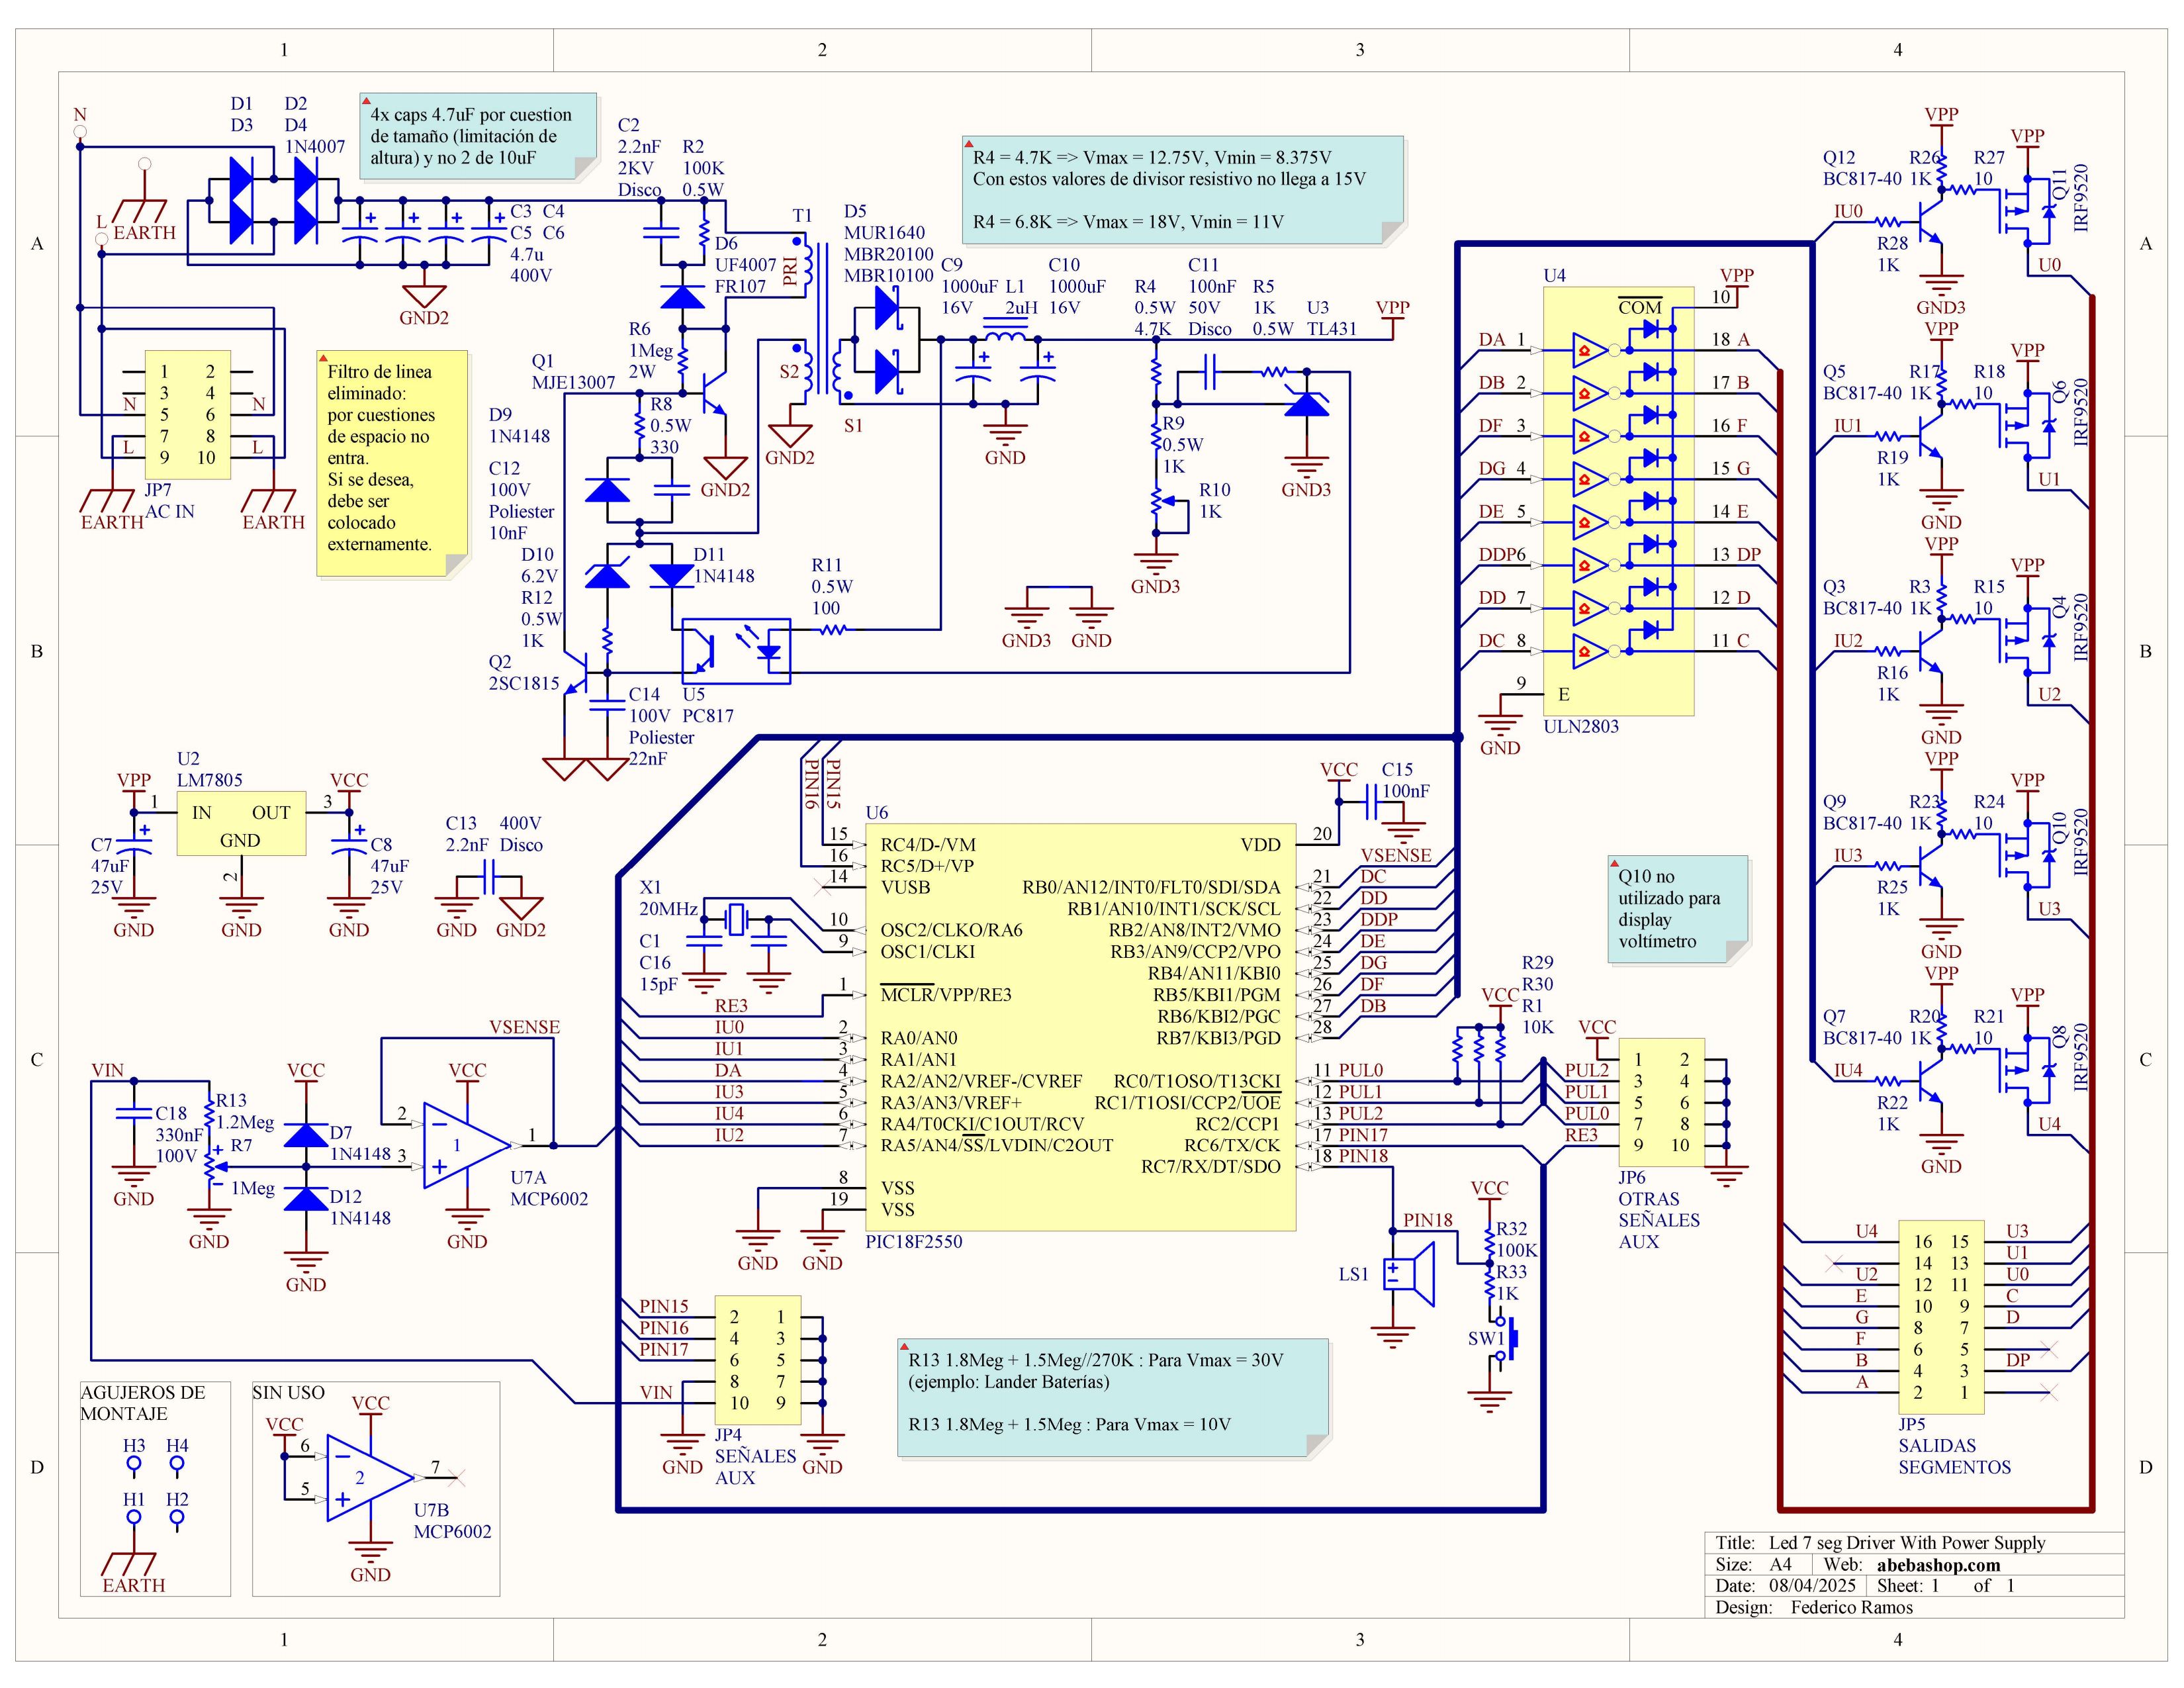 1
2
3
4
A
B
C
D
A
B
C
D
1
2
3
4
N
L
EARTH
D1 D2
D3 D4
1N4007
4x caps 4.7uF por cuestion
de tamaño (limitación de
altura) y no 2 de 10uF
C3 C4
C5 C6
4.7u
400V
GND2
1 2
3 4
N 5 6 N
7 8
L 9 10 L
JP7
AC IN
EARTH
EARTH
Filtro de linea
eliminado:
por cuestiones
de espacio no
entra.
Si se desea,
debe ser
colocado
externamente.
C2
2.2nF
2KV
Disco
R2
100K
0.5W
D6
UF4007
FR107
T1
PRI
S2
S1
D5
MUR1640
MBR20100
MBR10100
R6
1Meg
2W
Q1
MJE13007
R8
0.5W
330
GND2
GND2
D9
1N4148
C12
100V
Poliester
10nF
D10
6.2V
R12
0.5W
1K
D11
1N4148
Q2
2SC1815
C14
100V
Poliester
22nF
U5
PC817
R11
0.5W
100
R4 = 4.7K => Vmax = 12.75V, Vmin = 8.375V
Con estos valores de divisor resistivo no llega a 15V
R4 = 6.8K => Vmax = 18V, Vmin = 11V
C9
1000uF
16V
L1
2uH
C10
1000uF
16V
GND
R4
0.5W
4.7K
C11
100nF
50V
Disco
R5
1K
0.5W
U3
TL431
VPP
R9
0.5W
1K
R10
1K
GND3
GND3
GND3
GND
U4
COM
VPP
10
DA 1 18 A
DB 2 17 B
DF 3 16 F
DG 4 15 G
DE 5 14 E
DDP6 13 DP
DD 7 12 D
DC 8 11 C
9 E
GND
ULN2803
VPP
VPP
Q12
BC817-40
R26
1K
R27
10
Q11
IRF9520
IU0
R28
1K
GND3
U0
VPP
VPP
Q5
BC817-40
R17
1K
R18
10
Q6
IRF9520
IU1
R19
1K
GND
U1
VPP
VPP
Q3
BC817-40
R3
1K
R15
10
Q4
IRF9520
IU2
R16
1K
GND
U2
VPP
VPP
Q9
BC817-40
R23
1K
R24
10
Q10
IRF9520
IU3
R25
1K
GND
U3
VPP
VPP
Q7
BC817-40
R20
1K
R21
10
Q8
IRF9520
IU4
R22
1K
GND
U4
Q10 no
utilizado para
display
voltímetro
U2
LM7805
VPP
1
IN OUT
GND
2
3
VCC
C7
47uF
25V
GND
GND
C8
47uF
25V
GND
C13
2.2nF
400V
Disco
GND
GND2
PIN16
PIN15
U6
15 RC4/D-/VM
16 RC5/D+/VP
14 VUSB
10 OSC2/CLKO/RA6
9 OSC1/CLKI
1 MCLR/VPP/RE3
2 RA0/AN0
3 RA1/AN1
4 RA2/AN2/VREF-/CVREF
5 RA3/AN3/VREF+
6 RA4/T0CKI/C1OUT/RCV
7 RA5/AN4/SS/LVDIN/C2OUT
8 VSS
19 VSS
RE3
IU0
IU1
DA
IU3
IU4
IU2
GND
GND
PIC18F2550
X1
20MHz
C1
C16
15pF
VDD 20
RB0/AN12/INT0/FLT0/SDI/SDA 21
RB1/AN10/INT1/SCK/SCL 22
RB2/AN8/INT2/VMO 23
RB3/AN9/CCP2/VPO 24
RB4/AN11/KBI0 25
RB5/KBI1/PGM 26
RB6/KBI2/PGC 27
RB7/KBI3/PGD 28
RC0/T1OSO/T13CKI 11 PUL0
RC1/T1OSI/CCP2/UOE 12 PUL1
RC2/CCP1 13 PUL2
RC6/TX/CK 17 PIN17
RC7/RX/DT/SDO 18 PIN18
VCC
C15
100nF
VSENSE
DC
DD
DDP
DE
DG
DF
DB
R29
R30
R1
10K
VCC
VCC
1 2
PUL2 3 4
PUL1 5 6
PUL0 7 8
RE3 9 10
JP6
OTRAS
SEÑALES
AUX
PIN18
LS1
VCC
R32
100K
R33
1K
SW1
VSENSE
VIN
C18
330nF
100V
GND
R13
1.2Meg
R7
1Meg
GND
VCC
D7
1N4148
D12
1N4148
GND
VCC
2
3
1
1
U7A
MCP6002
GND
PIN15 2 1
PIN16 4 3
PIN17 6 5
8 7
VIN 10 9
GND
JP4
SEÑALES
AUX
GND
R13 1.8Meg + 1.5Meg//270K : Para Vmax = 30V
(ejemplo: Lander Baterías)
R13 1.8Meg + 1.5Meg : Para Vmax = 10V
AGUJEROS DE
MONTAJE
H3 H4
H1 H2
EARTH
SIN USO
VCC
VCC
6
5
2
7
U7B
MCP6002
GND
U4 16 15 U3
14 13 U1
U2 12 11 U0
E 10 9 C
G 8 7 D
F 6 5
B 4 3 DP
A 2 1
JP5
SALIDAS
SEGMENTOS
Title: Led 7 seg Driver With Power Supply
Size: A4 Web: abebashop.com
Date: 08/04/2025 Sheet: 1 of 1
Design: Federico Ramos